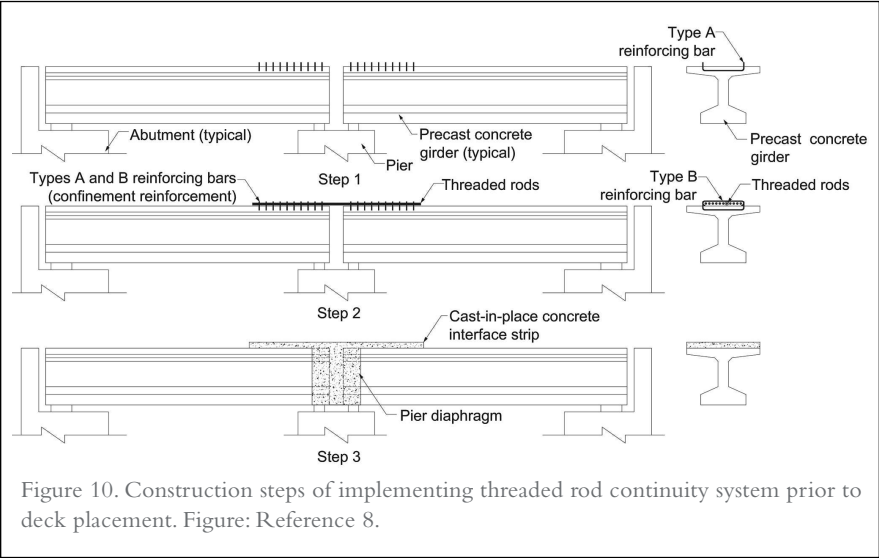 Type A
reinforcing bar
Abutment (typical)
Precast concrete
girder (typical)
Pier
Precast concrete
girder
Step 1
Types A and B reinforcing bars
(confinement reinforcement)
Threaded rods
Type B
reinforcing bar
Threaded rods
Step 2
Cast-in-place concrete
interface strip
Pier diaphragm
Step 3
Figure 10. Construction steps of implementing threaded rod continuity system prior to
deck placement. Figure: Reference 8.